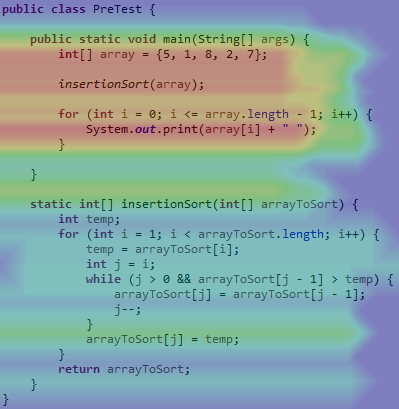 public class PreTest {
public static void main(String[] args) {
int[] array = {5, 1, 8, 2, 7};
insertionSort(array);
for (int i = 0; i <= array.length - 1; i++) {
System.out.print(array[i] + " ");
}
}
static int[] insertionSort(int[] arrayToSort) {
int temp;
for (int i = 1; i < arrayToSort.length; i++) {
temp = arrayToSort[i];
int j = i;
while (j > 0 && arrayToSort[j - 1] > temp) {
arrayToSort[j] = arrayToSort[j - 1];
j--;
}
arrayToSort[j] = temp;
}
return arrayToSort;
}
}